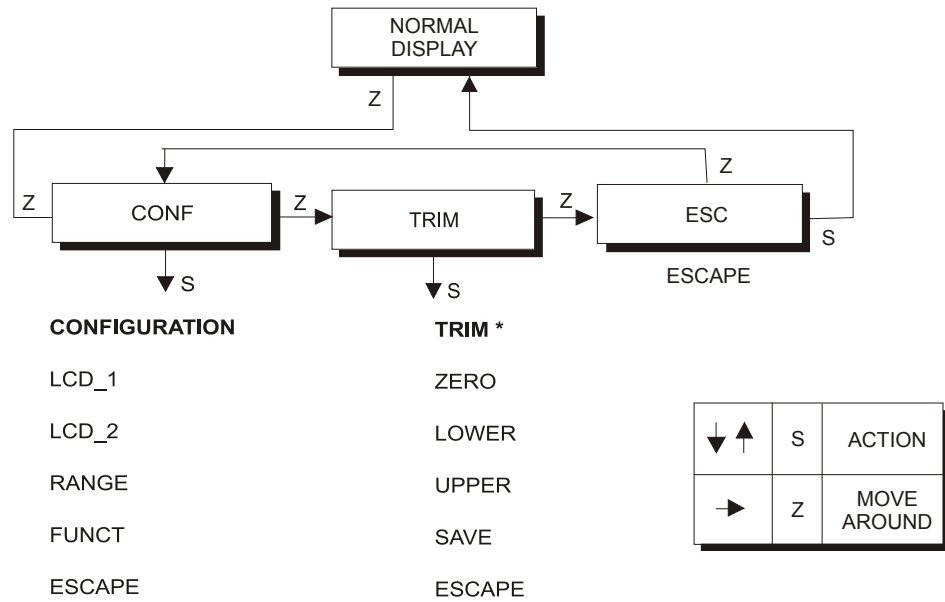 NORMAL
DISPLAY
Z
Z
Z
CONF
Z
TRIM
Z
ESC
S
S
S
ESCAPE
CONFIGURATION
LCD_1
LCD_2
RANGE
FUNCT
ESCAPE
TRIM *
ZERO
LOWER
UPPER
SAVE
ESCAPE
S
ACTION
Z
MOVE
AROUND